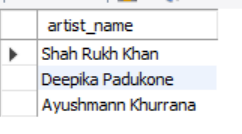 artist_name
Shah Rukh Khan
Deepika Padukone
Ayushmann Khurrana